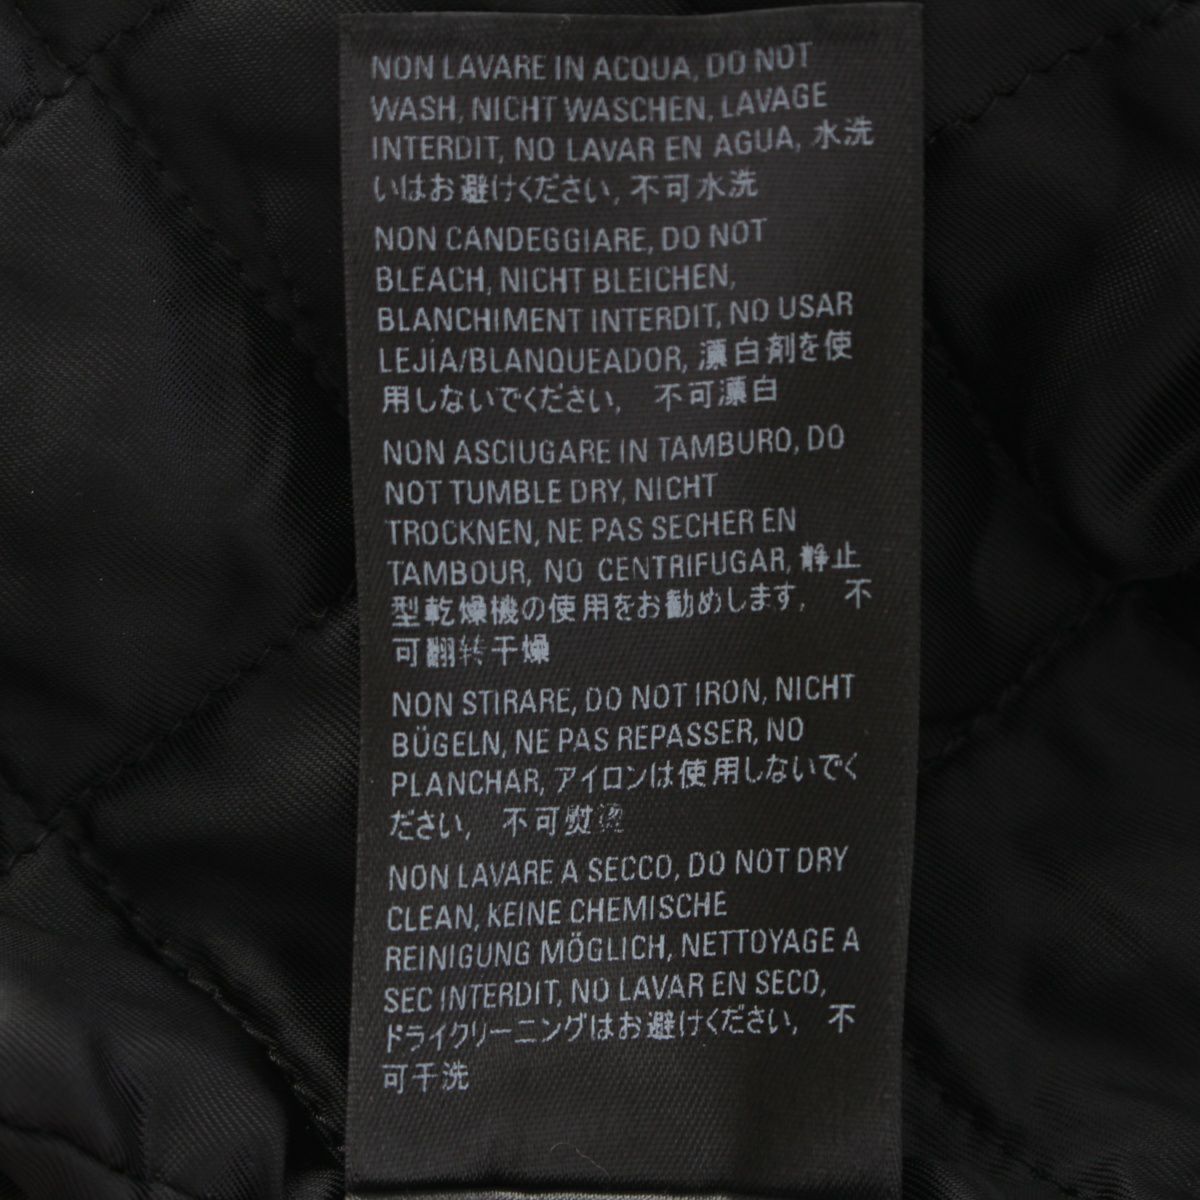 NON LAVARE IN ACQUA, DO NOT
WASH, NICHT WASCHEN, LAVAGE
INTERDIT, NO LAVAR EN AGUA, 水洗
いはお避けください, 不可水洗
NON CANDEGGIARE, DO NOT
BLEACH, NICHT BLEICHEN,
BLANCHIMENT INTERDIT, NO USAR
LEJÍA/BLANQUEADOR, 漂白剤を使
用しないでください, 不可漂白
NON ASCIUGARE IN TAMBURO, DO
NOT TUMBLE DRY, NICHT
TROCKNEN, NE PAS SECHER EN
TAMBOUR, NO CENTRIFUGAR, 静止
型乾燥機の使用をお勧めします, 不
可翻转干燥
NON STIRARE, DO NOT IRON, NICHT
BÜGELN, NE PAS REPASSER, NO
PLANCHAR, アイロンは使用しないでく
ださい, 不可熨烫
NON LAVARE A SECCO, DO NOT DRY
CLEAN, KEINE CHEMISCHE
REINIGUNG MÖGLICH, NETTOYAGE A
SEC INTERDIT, NO LAVAR EN SECO,
ドライクリーニングはお避けください, 不
可干洗